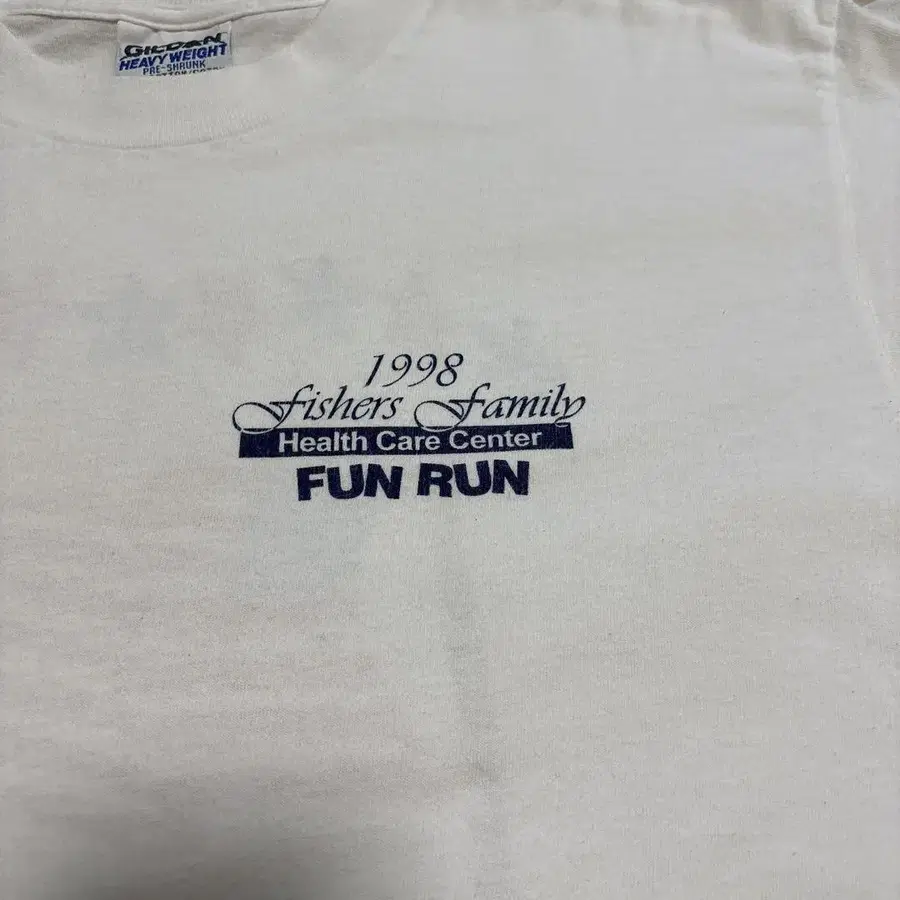 GILDAN
HEAVY WEIGHT
PRE-SHRUNK
1998
Fishers Family
Health Care Center
FUN RUN